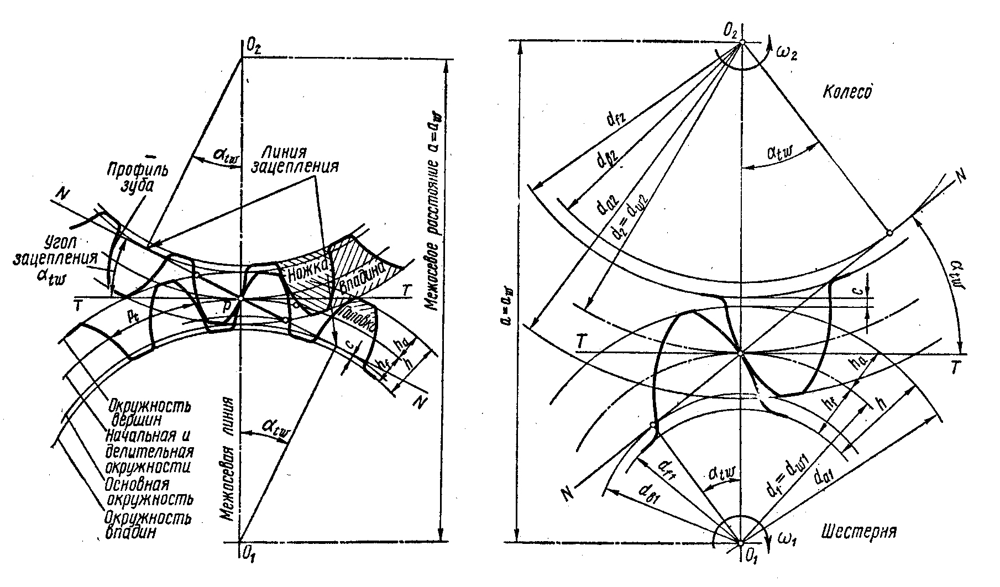 O₂
αtw
Линия
зацепления
Профиль
зуба
N
Угол
зацепления
αtw
Ножка
Впадина
Головка
T
T
P
Pt
c
ha
hf
h
N
Межосевое расстояние a = aw
Межосевая линия
αtw
Окружность
вершин
Начальная и
делительная
окружности
Основная
окружность
Окружность
впадин
O₁
O₂
ω₂
Колесо
df2
dв2
da2
d₂ = dw2
αtw
N
αtw
a = aw
c
T
T
ha
hf
h
N
df1
dв1
αtw
d₁ = dw1
da1
Шестерня
ω₁
O₁